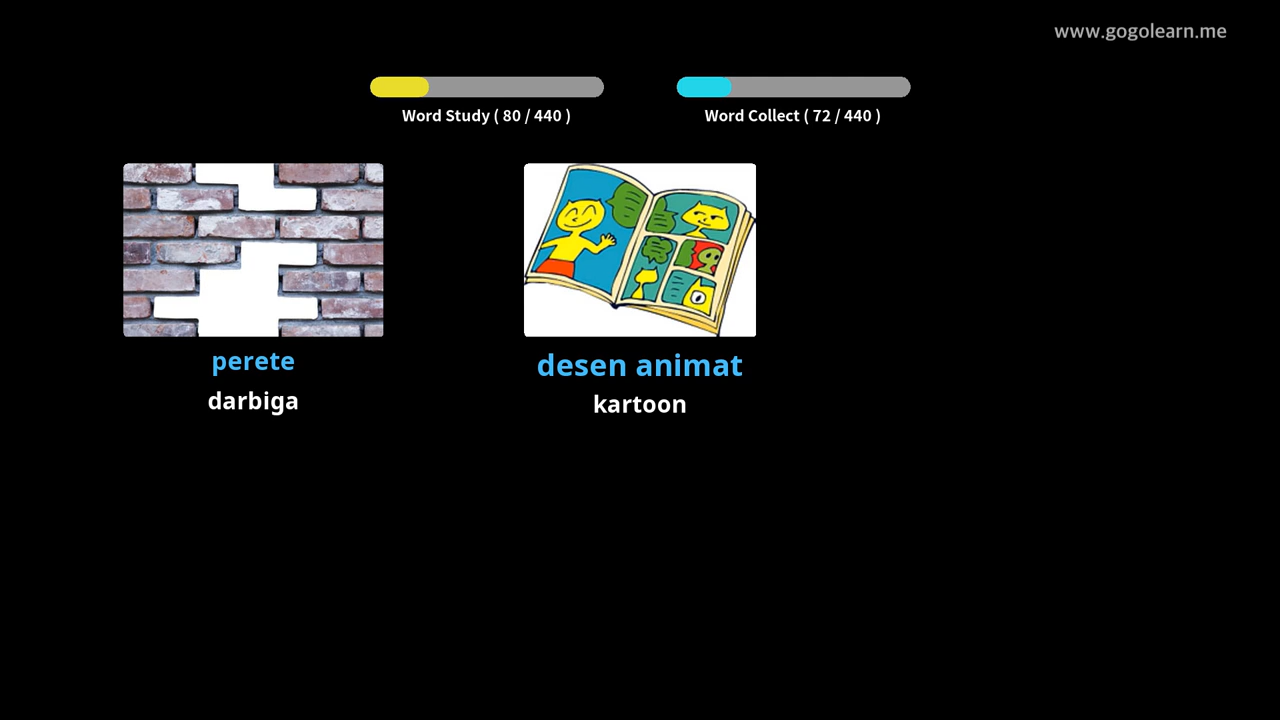 www.gogolearn.me
Word Study ( 80 / 440 )
Word Collect ( 72 / 440 )
perete
darbiga
desen animat
kartoon